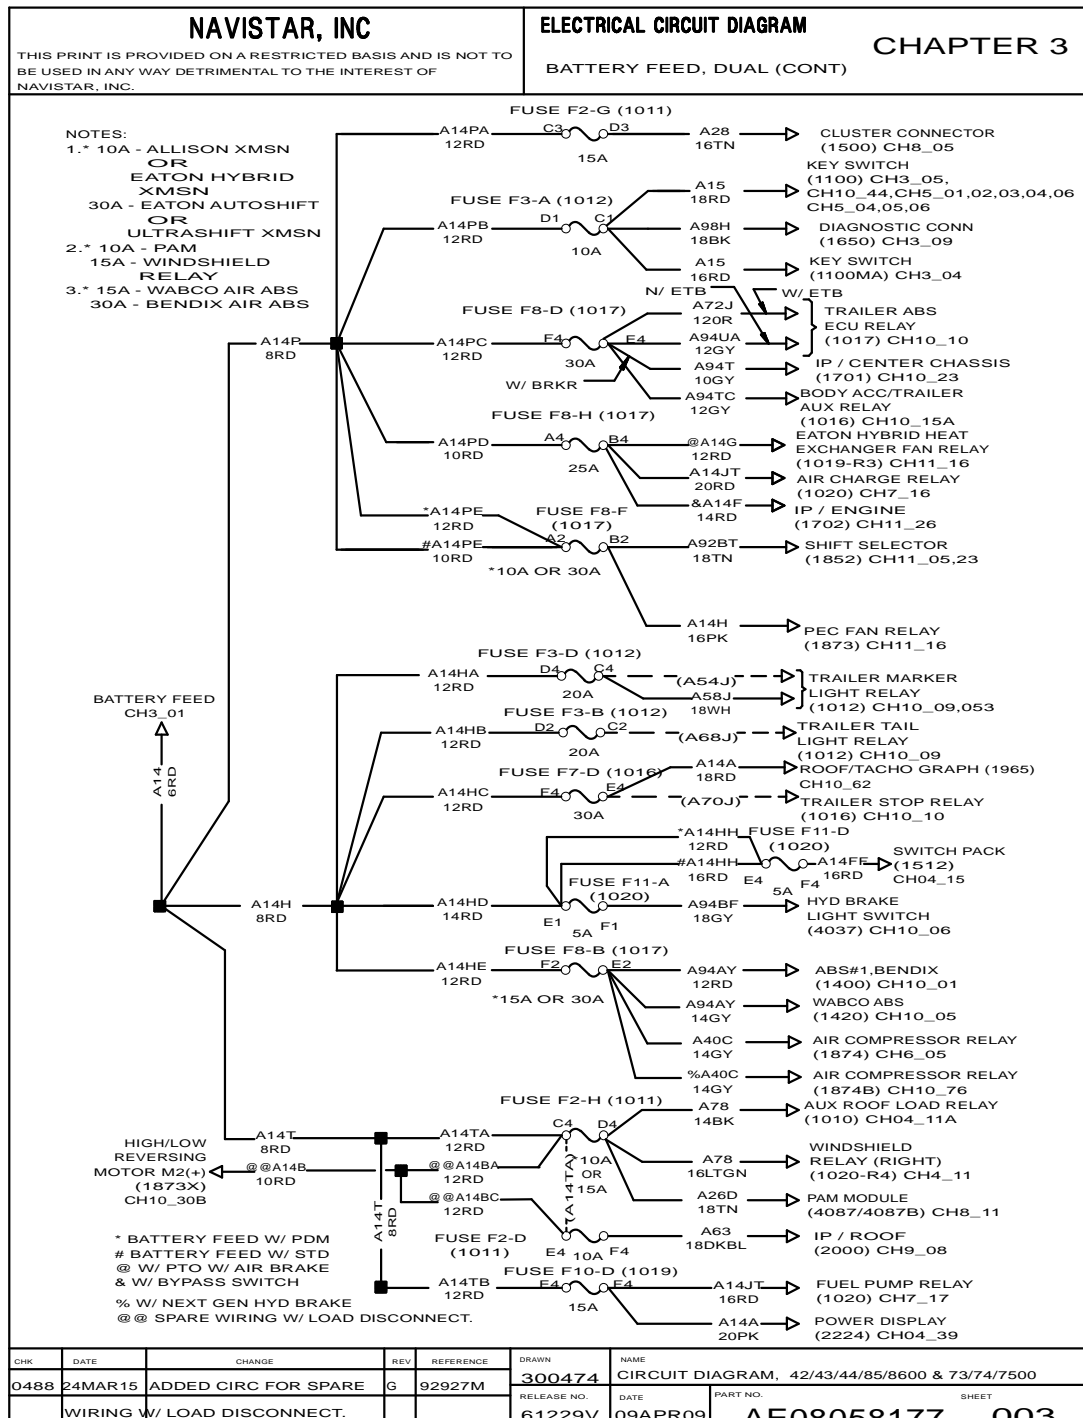 NAVISTAR, INC
THIS PRINT IS PROVIDED ON A RESTRICTED BASIS AND IS NOT TO
BE USED IN ANY WAY DETRIMENTAL TO THE INTEREST OF
NAVISTAR, INC.
ELECTRICAL CIRCUIT DIAGRAM
CHAPTER 3
BATTERY FEED, DUAL (CONT)
NOTES:
1.* 10A - ALLISON XMSN
OR
EATON HYBRID
XMSN
30A - EATON AUTOSHIFT
OR
ULTRASHIFT XMSN
2.* 10A - PAM
15A - WINDSHIELD
RELAY
3.* 15A - WABCO AIR ABS
30A - BENDIX AIR ABS
FUSE F2-G (1011)
A14PA
12RD
C3
D3
15A
A28
16TN
CLUSTER CONNECTOR
(1500) CH8_05
FUSE F3-A (1012)
A14PB
12RD
D1
C1
10A
A15
18RD
KEY SWITCH
(1100) CH3_05,
CH10_44,CH5_01,02,03,04,06
CH5_04,05,06
A98H
18BK
DIAGNOSTIC CONN
(1650) CH3_09
A15
16RD
KEY SWITCH
(1100MA) CH3_04
N/ ETB
W/ ETB
FUSE F8-D (1017)
A14P
8RD
A14PC
12RD
F4
E4
30A
W/ BRKR
A72J
120R
A94UA
12GY
TRAILER ABS
ECU RELAY
(1017) CH10_10
A94T
10GY
IP / CENTER CHASSIS
(1701) CH10_23
A94TC
12GY
BODY ACC/TRAILER
AUX RELAY
(1016) CH10_15A
FUSE F8-H (1017)
A14PD
10RD
A4
B4
25A
@A14G
12RD
EATON HYBRID HEAT
EXCHANGER FAN RELAY
(1019-R3) CH11_16
A14JT
20RD
AIR CHARGE RELAY
(1020) CH7_16
&A14F
14RD
IP / ENGINE
(1702) CH11_26
*A14PE
12RD
#A14PE
10RD
FUSE F8-F
(1017)
A2
B2
*10A OR 30A
A92BT
18TN
SHIFT SELECTOR
(1852) CH11_05,23
A14H
16PK
PEC FAN RELAY
(1873) CH11_16
BATTERY FEED
CH3_01
A14
6RD
FUSE F3-D (1012)
A14HA
12RD
D4
C4
20A
(A54J)
A58J
18WH
TRAILER MARKER
LIGHT RELAY
(1012) CH10_09,053
FUSE F3-B (1012)
A14HB
12RD
D2
C2
20A
(A68J)
TRAILER TAIL
LIGHT RELAY
(1012) CH10_09
FUSE F7-D (1016)
A14HC
12RD
F4
E4
30A
A14A
18RD
ROOF/TACHO GRAPH (1965)
CH10_62
(A70J)
TRAILER STOP RELAY
(1016) CH10_10
*A14HH
12RD
#A14HH
16RD
FUSE F11-D
(1020)
E4
F4
5A
A14FF
16RD
SWITCH PACK
(1512)
CH04_15
A14H
8RD
A14HD
14RD
FUSE F11-A
(1020)
E1
F1
5A
A94BF
18GY
HYD BRAKE
LIGHT SWITCH
(4037) CH10_06
FUSE F8-B (1017)
A14HE
12RD
F2
E2
*15A OR 30A
A94AY
12RD
ABS#1,BENDIX
(1400) CH10_01
A94AY
14GY
WABCO ABS
(1420) CH10_05
A40C
14GY
AIR COMPRESSOR RELAY
(1874) CH6_05
%A40C
14GY
AIR COMPRESSOR RELAY
(1874B) CH10_76
FUSE F2-H (1011)
A14T
8RD
A14TA
12RD
C4
D4
*10A
OR
15A
(A14TA)
A78
14BK
AUX ROOF LOAD RELAY
(1010) CH04_11A
A78
16LTGN
WINDSHIELD
RELAY (RIGHT)
(1020-R4) CH4_11
A26D
18TN
PAM MODULE
(4087/4087B) CH8_11
HIGH/LOW
REVERSING
MOTOR M2(+)
(1873X)
CH10_30B
@@A14B
10RD
@@A14BA
12RD
@@A14BC
12RD
A14T
8RD
FUSE F2-D
(1011)
E4
F4
10A
A63
18DKBL
IP / ROOF
(2000) CH9_08
FUSE F10-D (1019)
A14TB
12RD
E4
F4
15A
A14JT
16RD
FUEL PUMP RELAY
(1020) CH7_17
A14A
20PK
POWER DISPLAY
(2224) CH04_39
* BATTERY FEED W/ PDM
# BATTERY FEED W/ STD
@ W/ PTO W/ AIR BRAKE
& W/ BYPASS SWITCH
% W/ NEXT GEN HYD BRAKE
@@ SPARE WIRING W/ LOAD DISCONNECT.
CHK DATE CHANGE REV REFERENCE
0488 24MAR15 ADDED CIRC FOR SPARE G 92927M
WIRING W/ LOAD DISCONNECT.
DRAWN
300474
NAME
CIRCUIT DIAGRAM, 42/43/44/85/8600 & 73/74/7500
RELEASE NO.
61229V
DATE
09APR09
PART NO.
AE08058177
SHEET
003